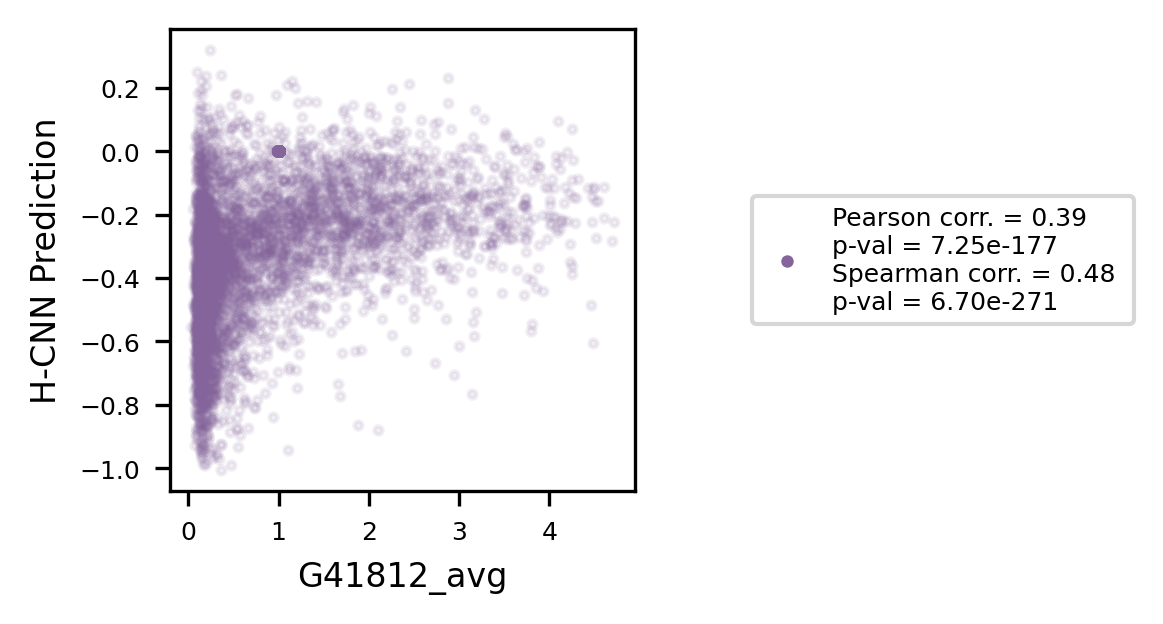 H-CNN Prediction
0.2
0.0
−0.2
−0.4
−0.6
−0.8
−1.0
0 1 2 3 4
G41812_avg
Pearson corr. = 0.39
p-val = 7.25e-177
Spearman corr. = 0.48
p-val = 6.70e-271